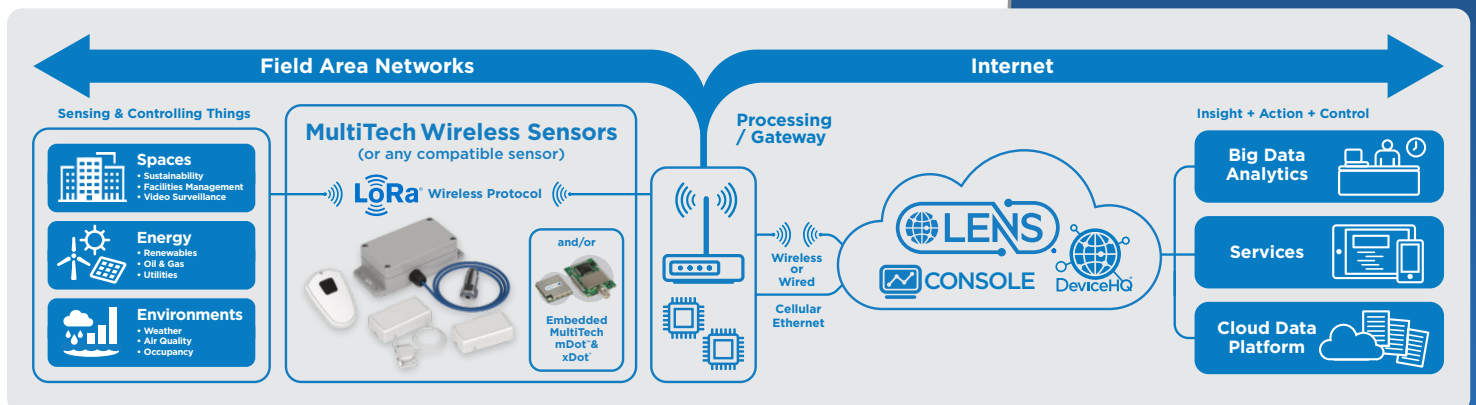 Field Area Networks
Internet
Sensing & Controlling Things
Spaces
• Sustainability
• Facilities Management
• Video Surveillance
Energy
• Renewables
• Oil & Gas
• Utilities
Environments
• Weather
• Air Quality
• Occupancy
MultiTech Wireless Sensors
(or any compatible sensor)
LoRa® Wireless Protocol
and/or
Embedded
MultiTech
mDot™ &
xDot®
Processing
/ Gateway
Wireless
or
Wired
Cellular
Ethernet
LENS
CONSOLE
DeviceHQ®
Insight + Action + Control
Big Data
Analytics
Services
Cloud Data
Platform